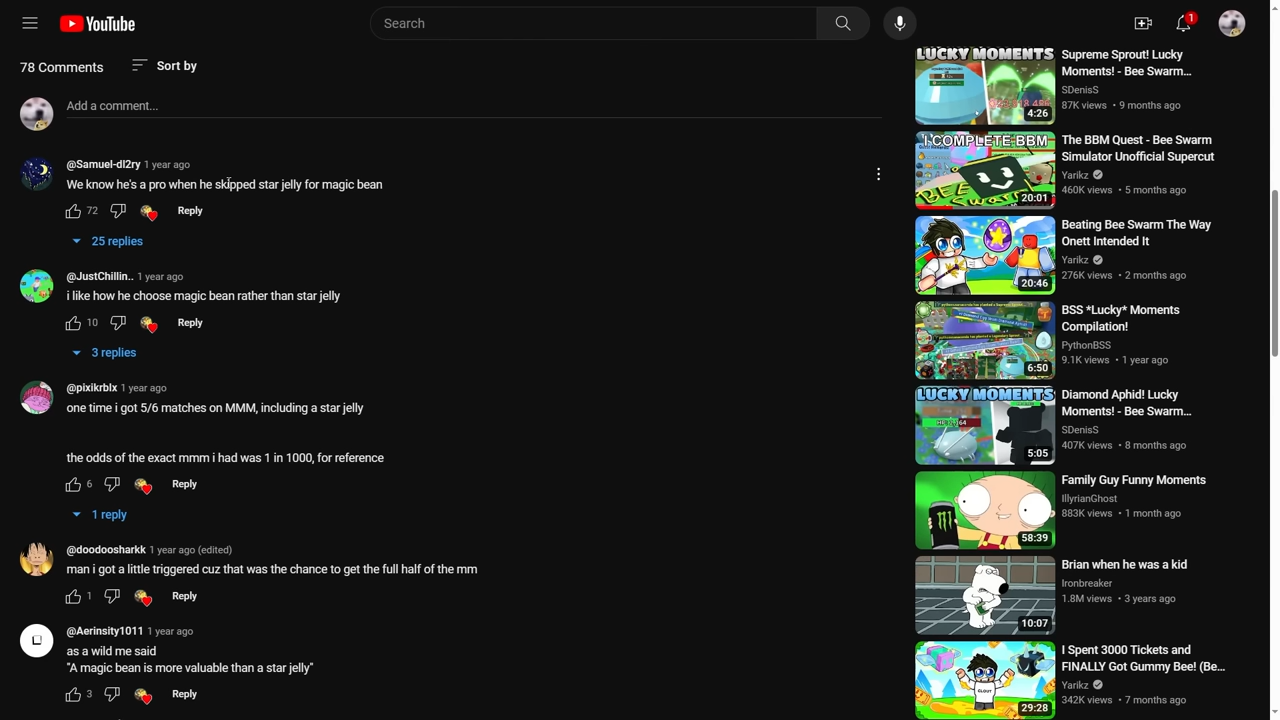 YouTube
Search
1
78 Comments
Sort by
Add a comment...
@Samuel-dl2ry 1 year ago
We know he's a pro when he skipped star jelly for magic bean
72
Reply
25 replies
@JustChillin.. 1 year ago
i like how he choose magic bean rather than star jelly
10
Reply
3 replies
@pixikrblx 1 year ago
one time i got 5/6 matches on MMM, including a star jelly
the odds of the exact mmm i had was 1 in 1000, for reference
6
Reply
1 reply
@doodoosharkk 1 year ago (edited)
man i got a little triggered cuz that was the chance to get the full half of the mm
1
Reply
@Aerinsity1011 1 year ago
as a wild me said
"A magic bean is more valuable than a star jelly"
3
Reply
LUCKY MOMENTS
4:26
Supreme Sprout! Lucky
Moments! - Bee Swarm...
SDenisS
87K views • 9 months ago
I COMPLETE BBM
BEE Swarm
20:01
The BBM Quest - Bee Swarm
Simulator Unofficial Supercut
Yarikz
460K views • 5 months ago
20:46
Beating Bee Swarm The Way
Onett Intended It
Yarikz
276K views • 2 months ago
6:50
BSS *Lucky* Moments
Compilation!
PythonBSS
9.1K views • 1 year ago
LUCKY MOMENTS
5:05
Diamond Aphid! Lucky
Moments! - Bee Swarm...
SDenisS
407K views • 8 months ago
58:39
Family Guy Funny Moments
IllyrianGhost
883K views • 1 month ago
10:07
Brian when he was a kid
Ironbreaker
1.8M views • 3 years ago
CLOUT
29:28
I Spent 3000 Tickets and
FINALLY Got Gummy Bee! (Be...
Yarikz
342K views • 7 months ago